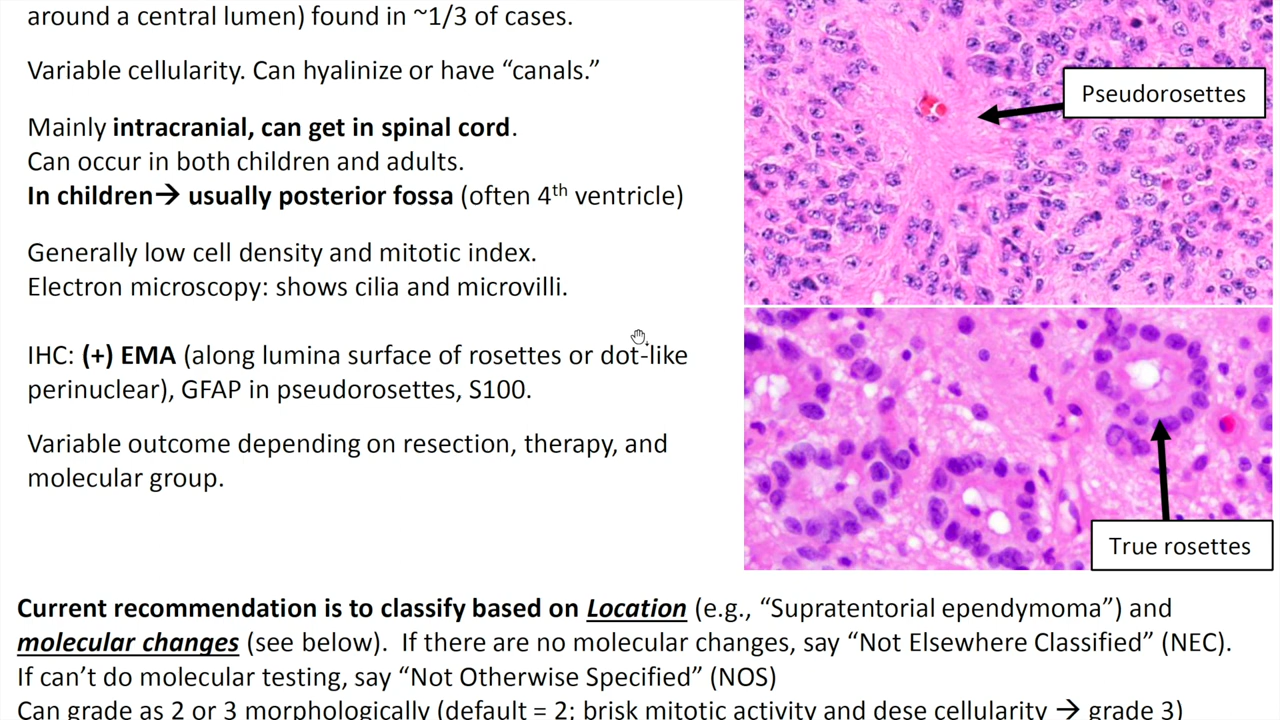 around a central lumen) found in ~1/3 of cases.
Variable cellularity. Can hyalinize or have “canals.”
Mainly intracranial, can get in spinal cord.
Can occur in both children and adults.
In children→ usually posterior fossa (often 4th ventricle)
Generally low cell density and mitotic index.
Electron microscopy: shows cilia and microvilli.
IHC: (+) EMA (along lumina surface of rosettes or dot-like
perinuclear), GFAP in pseudorosettes, S100.
Variable outcome depending on resection, therapy, and
molecular group.
Pseudorosettes
True rosettes
Current recommendation is to classify based on Location (e.g., “Supratentorial ependymoma”) and
molecular changes (see below). If there are no molecular changes, say “Not Elsewhere Classified” (NEC).
If can’t do molecular testing, say “Not Otherwise Specified” (NOS)
Can grade as 2 or 3 morphologically (default = 2; brisk mitotic activity and dese cellularity → grade 3)